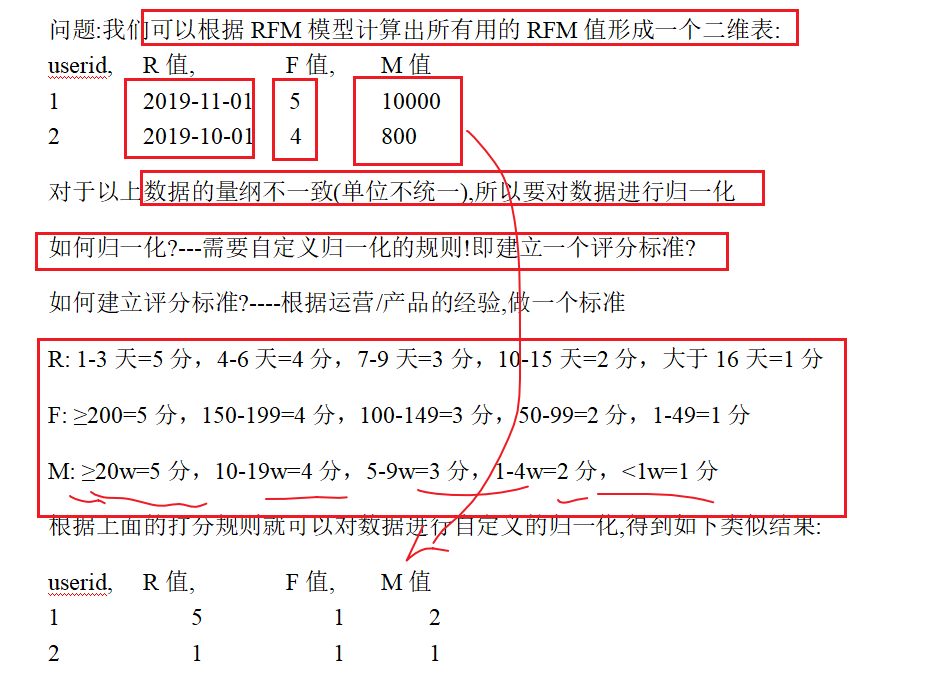 问题:我们可以根据 RFM 模型计算出所有用的 RFM 值形成一个二维表:
userid, R 值, F 值, M 值
1 2019-11-01 5 10000
2 2019-10-01 4 800
对于以上数据的量纲不一致(单位不统一),所以要对数据进行归一化
如何归一化?---需要自定义归一化的规则!即建立一个评分标准?
如何建立评分标准?----根据运营/产品的经验,做一个标准
R: 1-3 天=5 分，4-6 天=4 分，7-9 天=3 分，10-15 天=2 分，大于 16 天=1 分
F: ≥200=5 分，150-199=4 分，100-149=3 分，50-99=2 分，1-49=1 分
M: ≥20w=5 分，10-19w=4 分，5-9w=3 分，1-4w=2 分，<1w=1 分
根据上面的打分规则就可以对数据进行自定义的归一化,得到如下类似结果:
userid, R 值, F 值, M 值
1 5 1 2
2 1 1 1